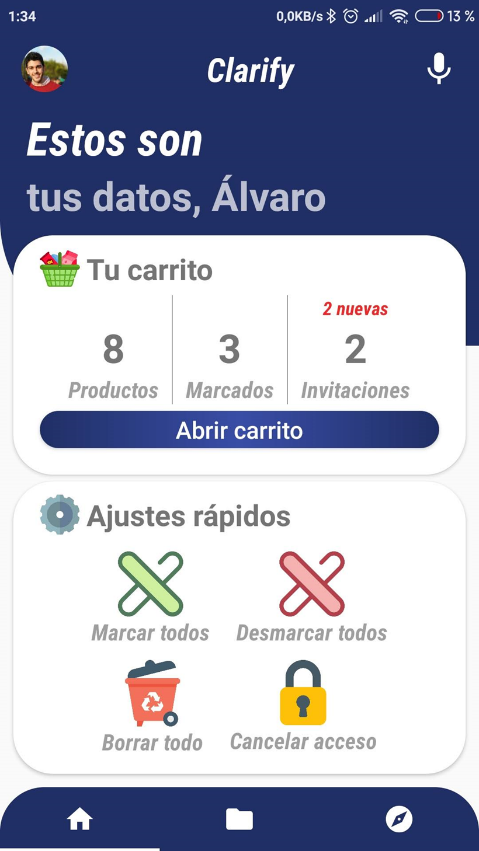 1:34 0,0KB/s 13 %
Clarify
Estos son
tus datos, Álvaro
Tu carrito
2 nuevas
8 3 2
Productos Marcados Invitaciones
Abrir carrito
Ajustes rápidos
Marcar todos Desmarcar todos
Borrar todo Cancelar acceso